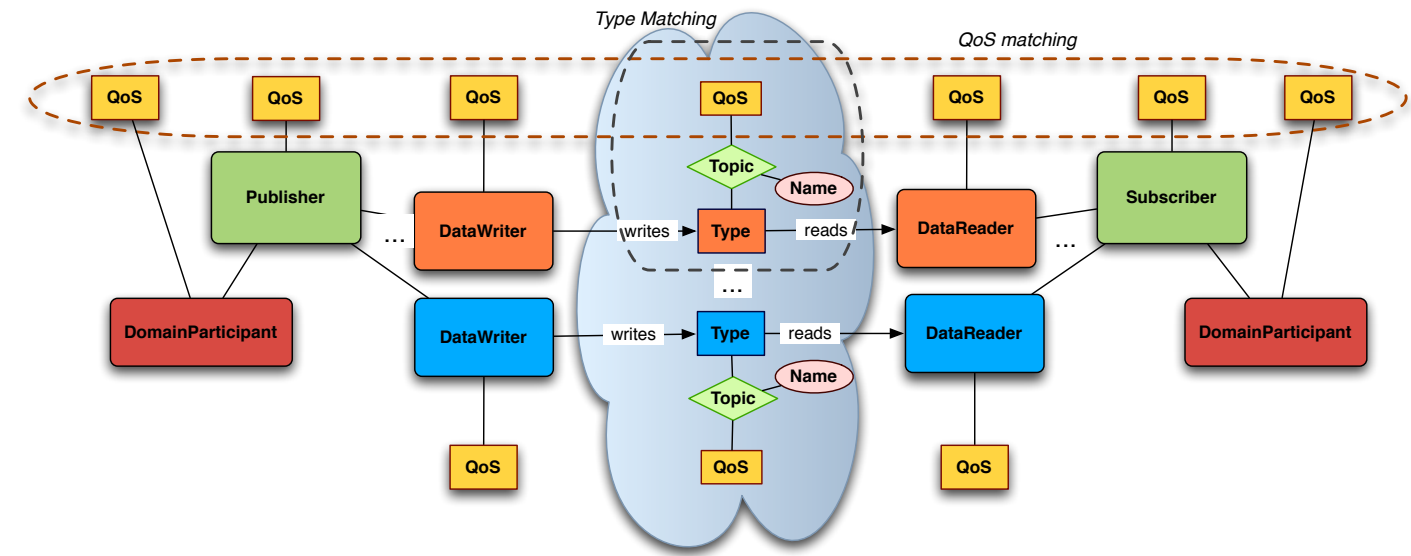 Type Matching
QoS matching
QoS
QoS
QoS
QoS
QoS
QoS
QoS
Publisher
Topic
Name
Subscriber
...
DataWriter
writes
Type
reads
DataReader
...
...
DomainParticipant
DataWriter
writes
Type
reads
DataReader
DomainParticipant
Name
Topic
QoS
QoS
QoS